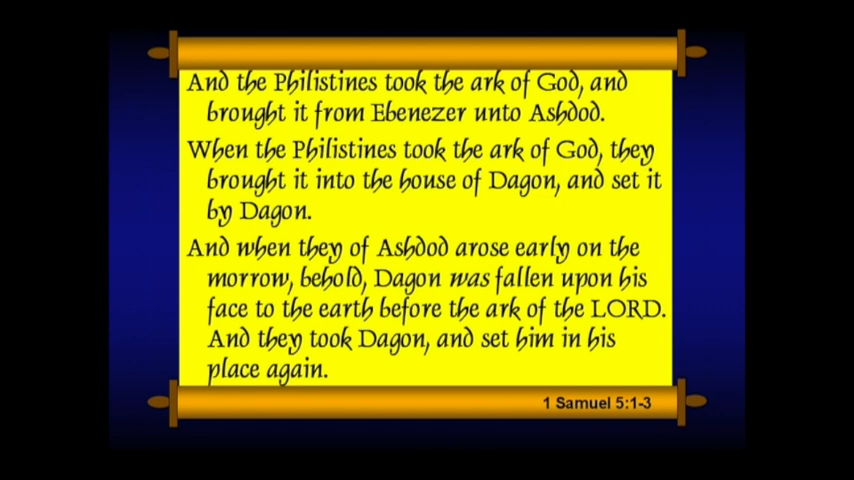 And the Philistines took the ark of God, and
brought it from Ebenezer unto Ashdod.
When the Philistines took the ark of God, they
brought it into the house of Dagon, and set it
by Dagon.
And when they of Ashdod arose early on the
morrow, behold, Dagon was fallen upon his
face to the earth before the ark of the LORD.
And they took Dagon, and set him in his
place again.
1 Samuel 5:1-3